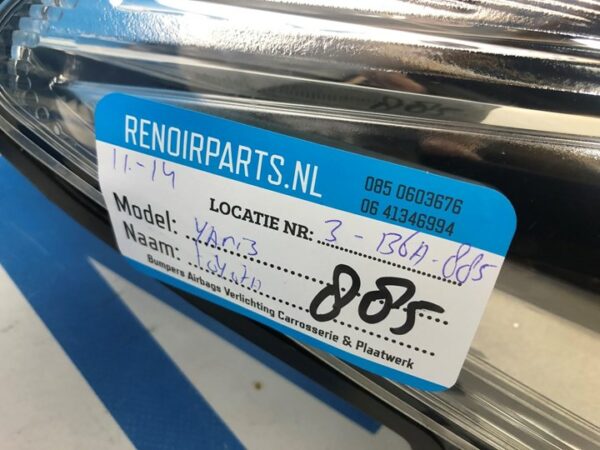 RENOIRPARTS.NL
085 0603676
06 41346994
11.-14
LOCATIE NR: 3 - B6A - 885
Model: YARIS
Naam: Toyota
885
Bumpers Airbags Verlichting Carrosserie & Plaatwerk